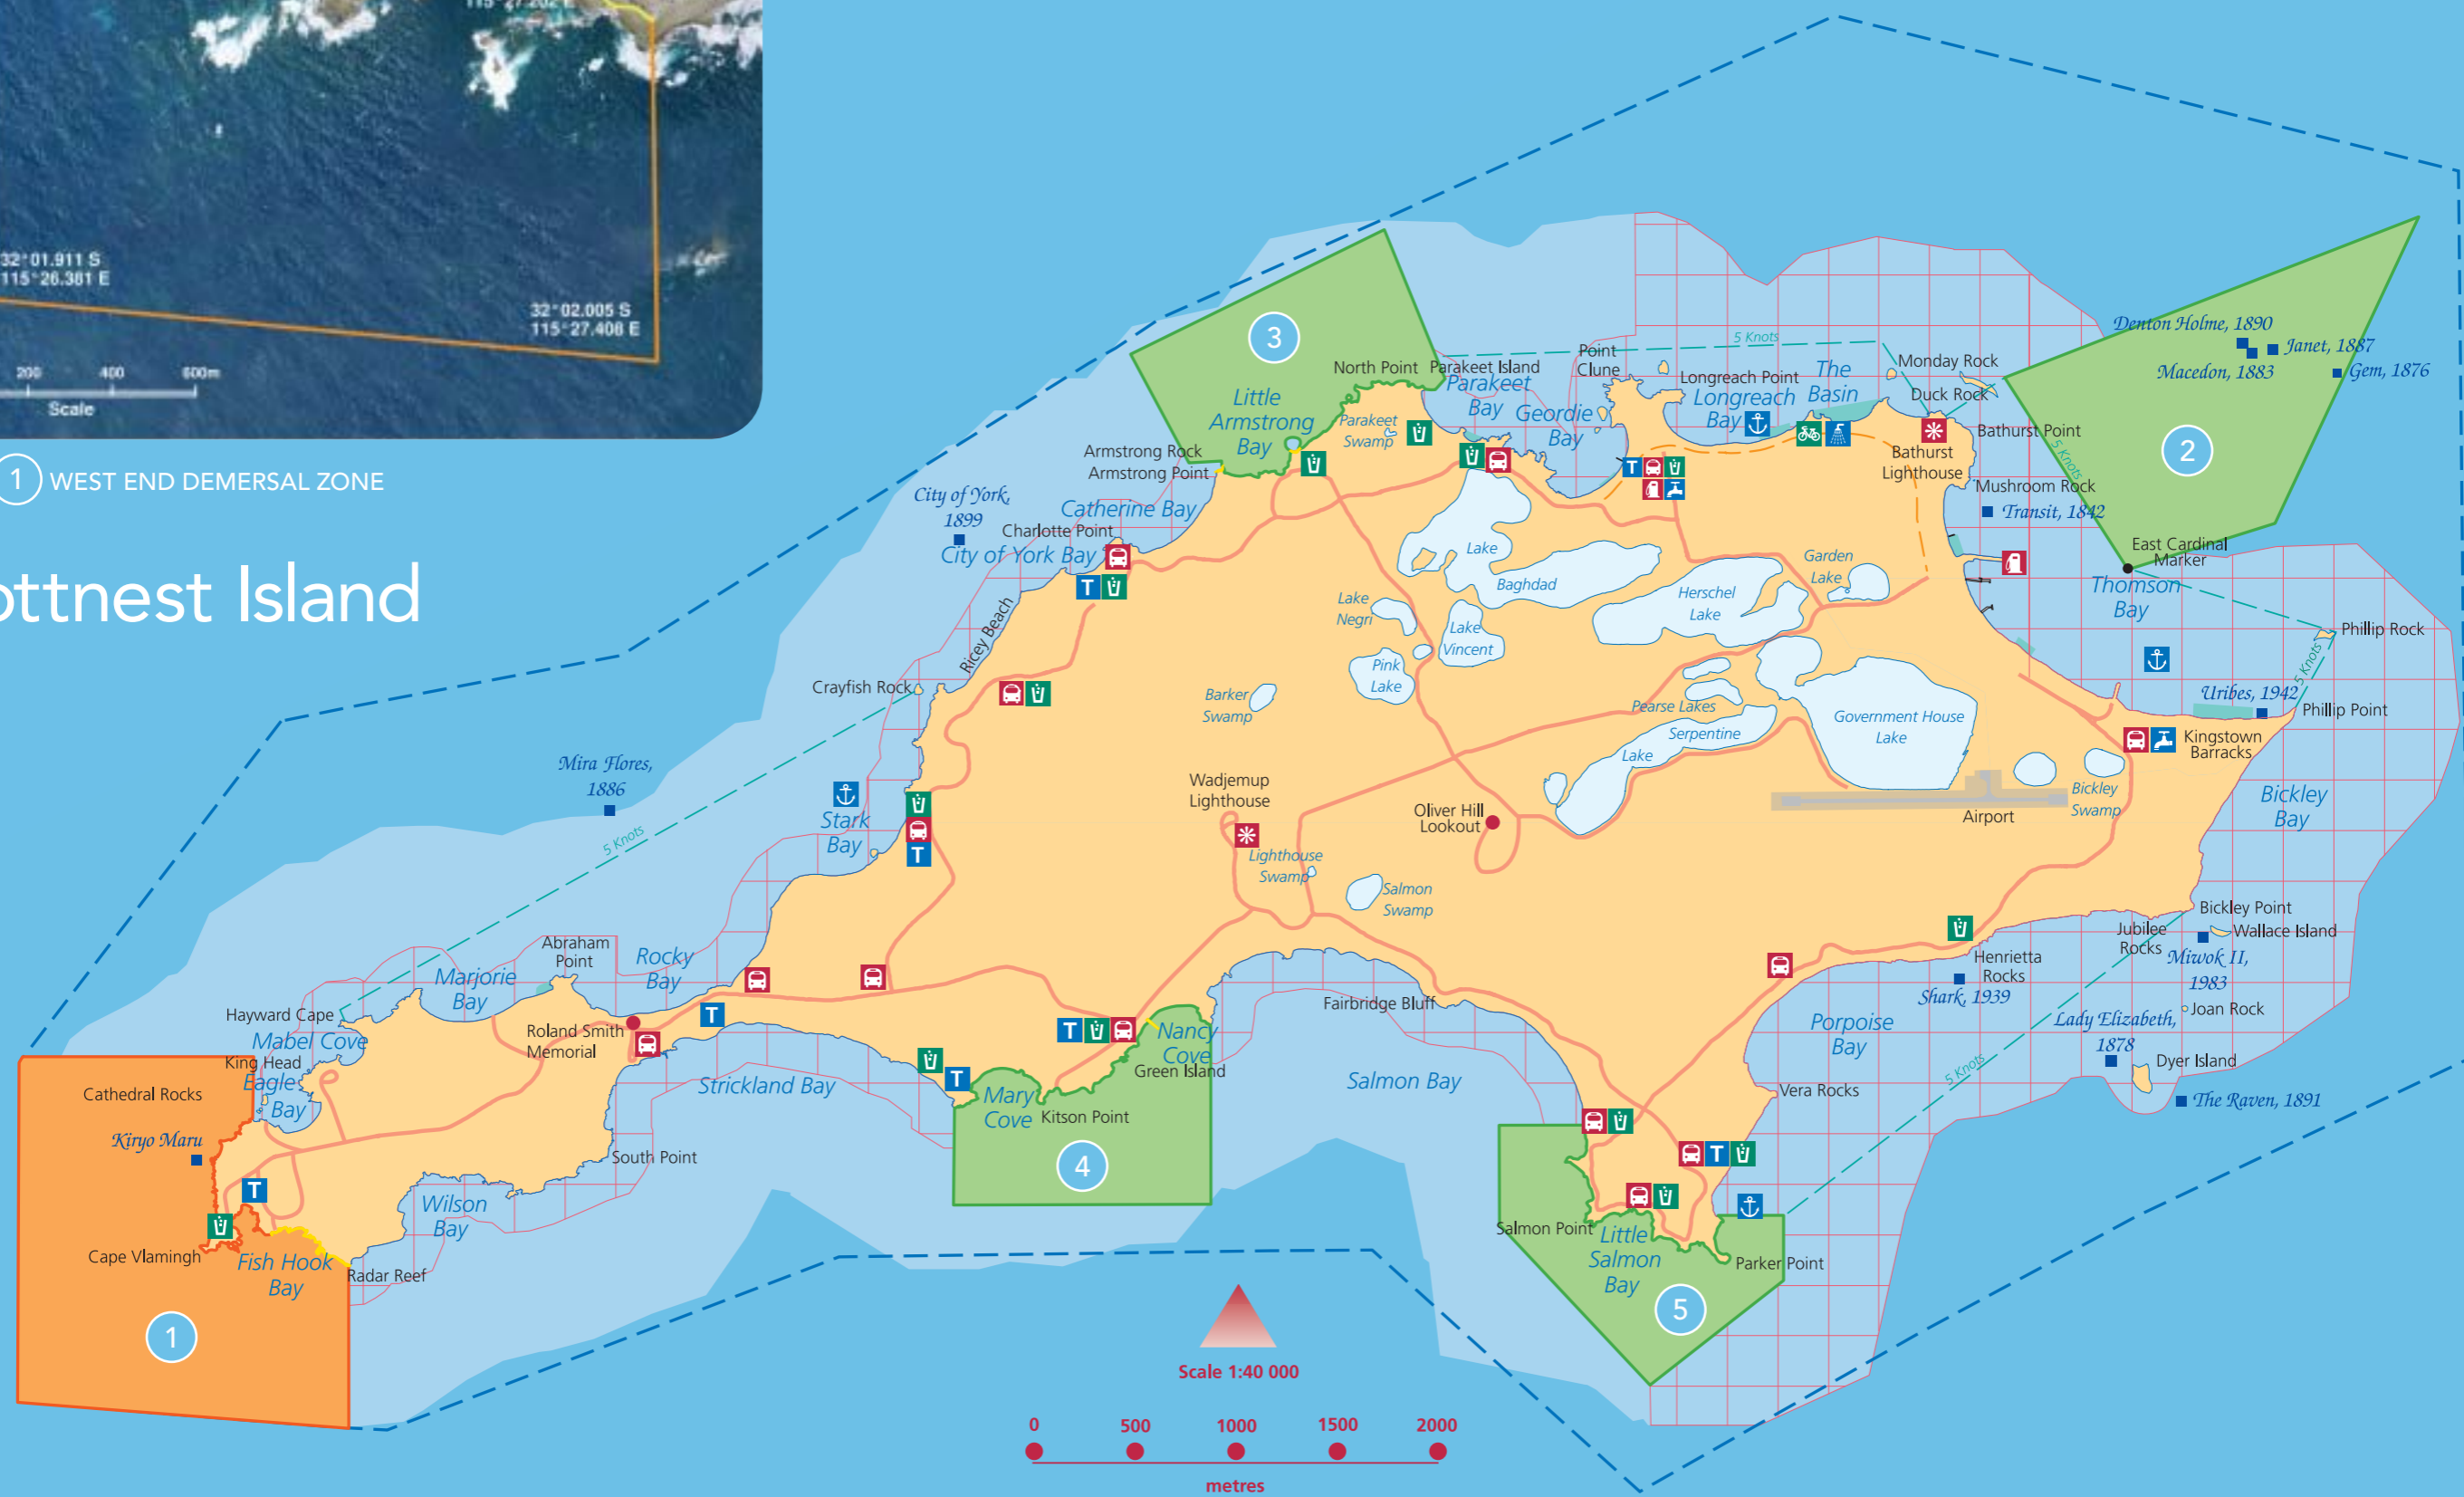 32°01.911 S
115°26.381 E
32°02.005 S
115°27.408 E
200 400 600m
Scale
1 WEST END DEMERSAL ZONE
ottnest Island
Denton Holme, 1890
Janet, 1887
Macedon, 1883
Gem, 1876
2
5 Knots
3
North Point
Parakeet Island
Parakeet
Bay
Point
Clune
5 Knots
Longreach Point
Longreach
Bay
The
Basin
Monday Rock
Duck Rock
Little
Armstrong
Bay
Parakeet
Swamp
Geordie
Bay
Bathurst Point
Bathurst
Lighthouse
Armstrong Rock
Armstrong Point
Mushroom Rock
Transit, 1842
City of York,
1899
Catherine Bay
Charlotte Point
City of York Bay
T
T
East Cardinal
Marker
Thomson
Bay
Lake
Baghdad
Herschel
Lake
Garden
Lake
Lake
Negri
Lake
Vincent
Pink
Lake
Ricey Beach
Crayfish Rock
Barker
Swamp
Pearse Lakes
Lake
Serpentine
Government House
Lake
Phillip Rock
5 Knots
Uribes, 1942
Phillip Point
Kingstown
Barracks
Bickley
Swamp
Bickley
Bay
Airport
Mira Flores,
1886
Stark
Bay
T
5 Knots
Wadjemup
Lighthouse
Lighthouse
Swamp
Oliver Hill
Lookout
Salmon
Swamp
Bickley Point
Wallace Island
Jubilee
Rocks
Miwok II,
1983
Henrietta
Rocks
Shark, 1939
Joan Rock
Lady Elizabeth,
1878
Dyer Island
The Raven, 1891
5 Knots
Porpoise
Bay
Vera Rocks
Abraham
Point
Rocky
Bay
Marjorie
Bay
Hayward Cape
Mabel Cove
King Head
Eagle
Bay
Roland Smith
Memorial
T
T
T
Fairbridge Bluff
Nancy
Cove
Green Island
Mary
Cove
Kitson Point
4
Strickland Bay
Salmon Bay
Cathedral Rocks
Kiryo Maru
T
South Point
Wilson
Bay
Cape Vlamingh
Fish Hook
Bay
Radar Reef
1
T
Salmon Point
Little
Salmon
Bay
Parker Point
5
Scale 1:40 000
0 500 1000 1500 2000
metres